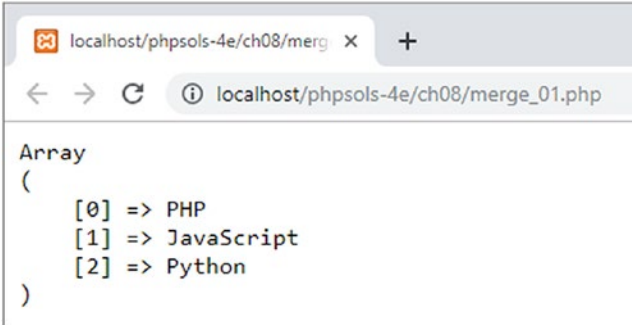 localhost/phpsols-4e/ch08/merg
localhost/phpsols-4e/ch08/merge_01.php
Array
(
    [0] => PHP
    [1] => JavaScript
    [2] => Python
)